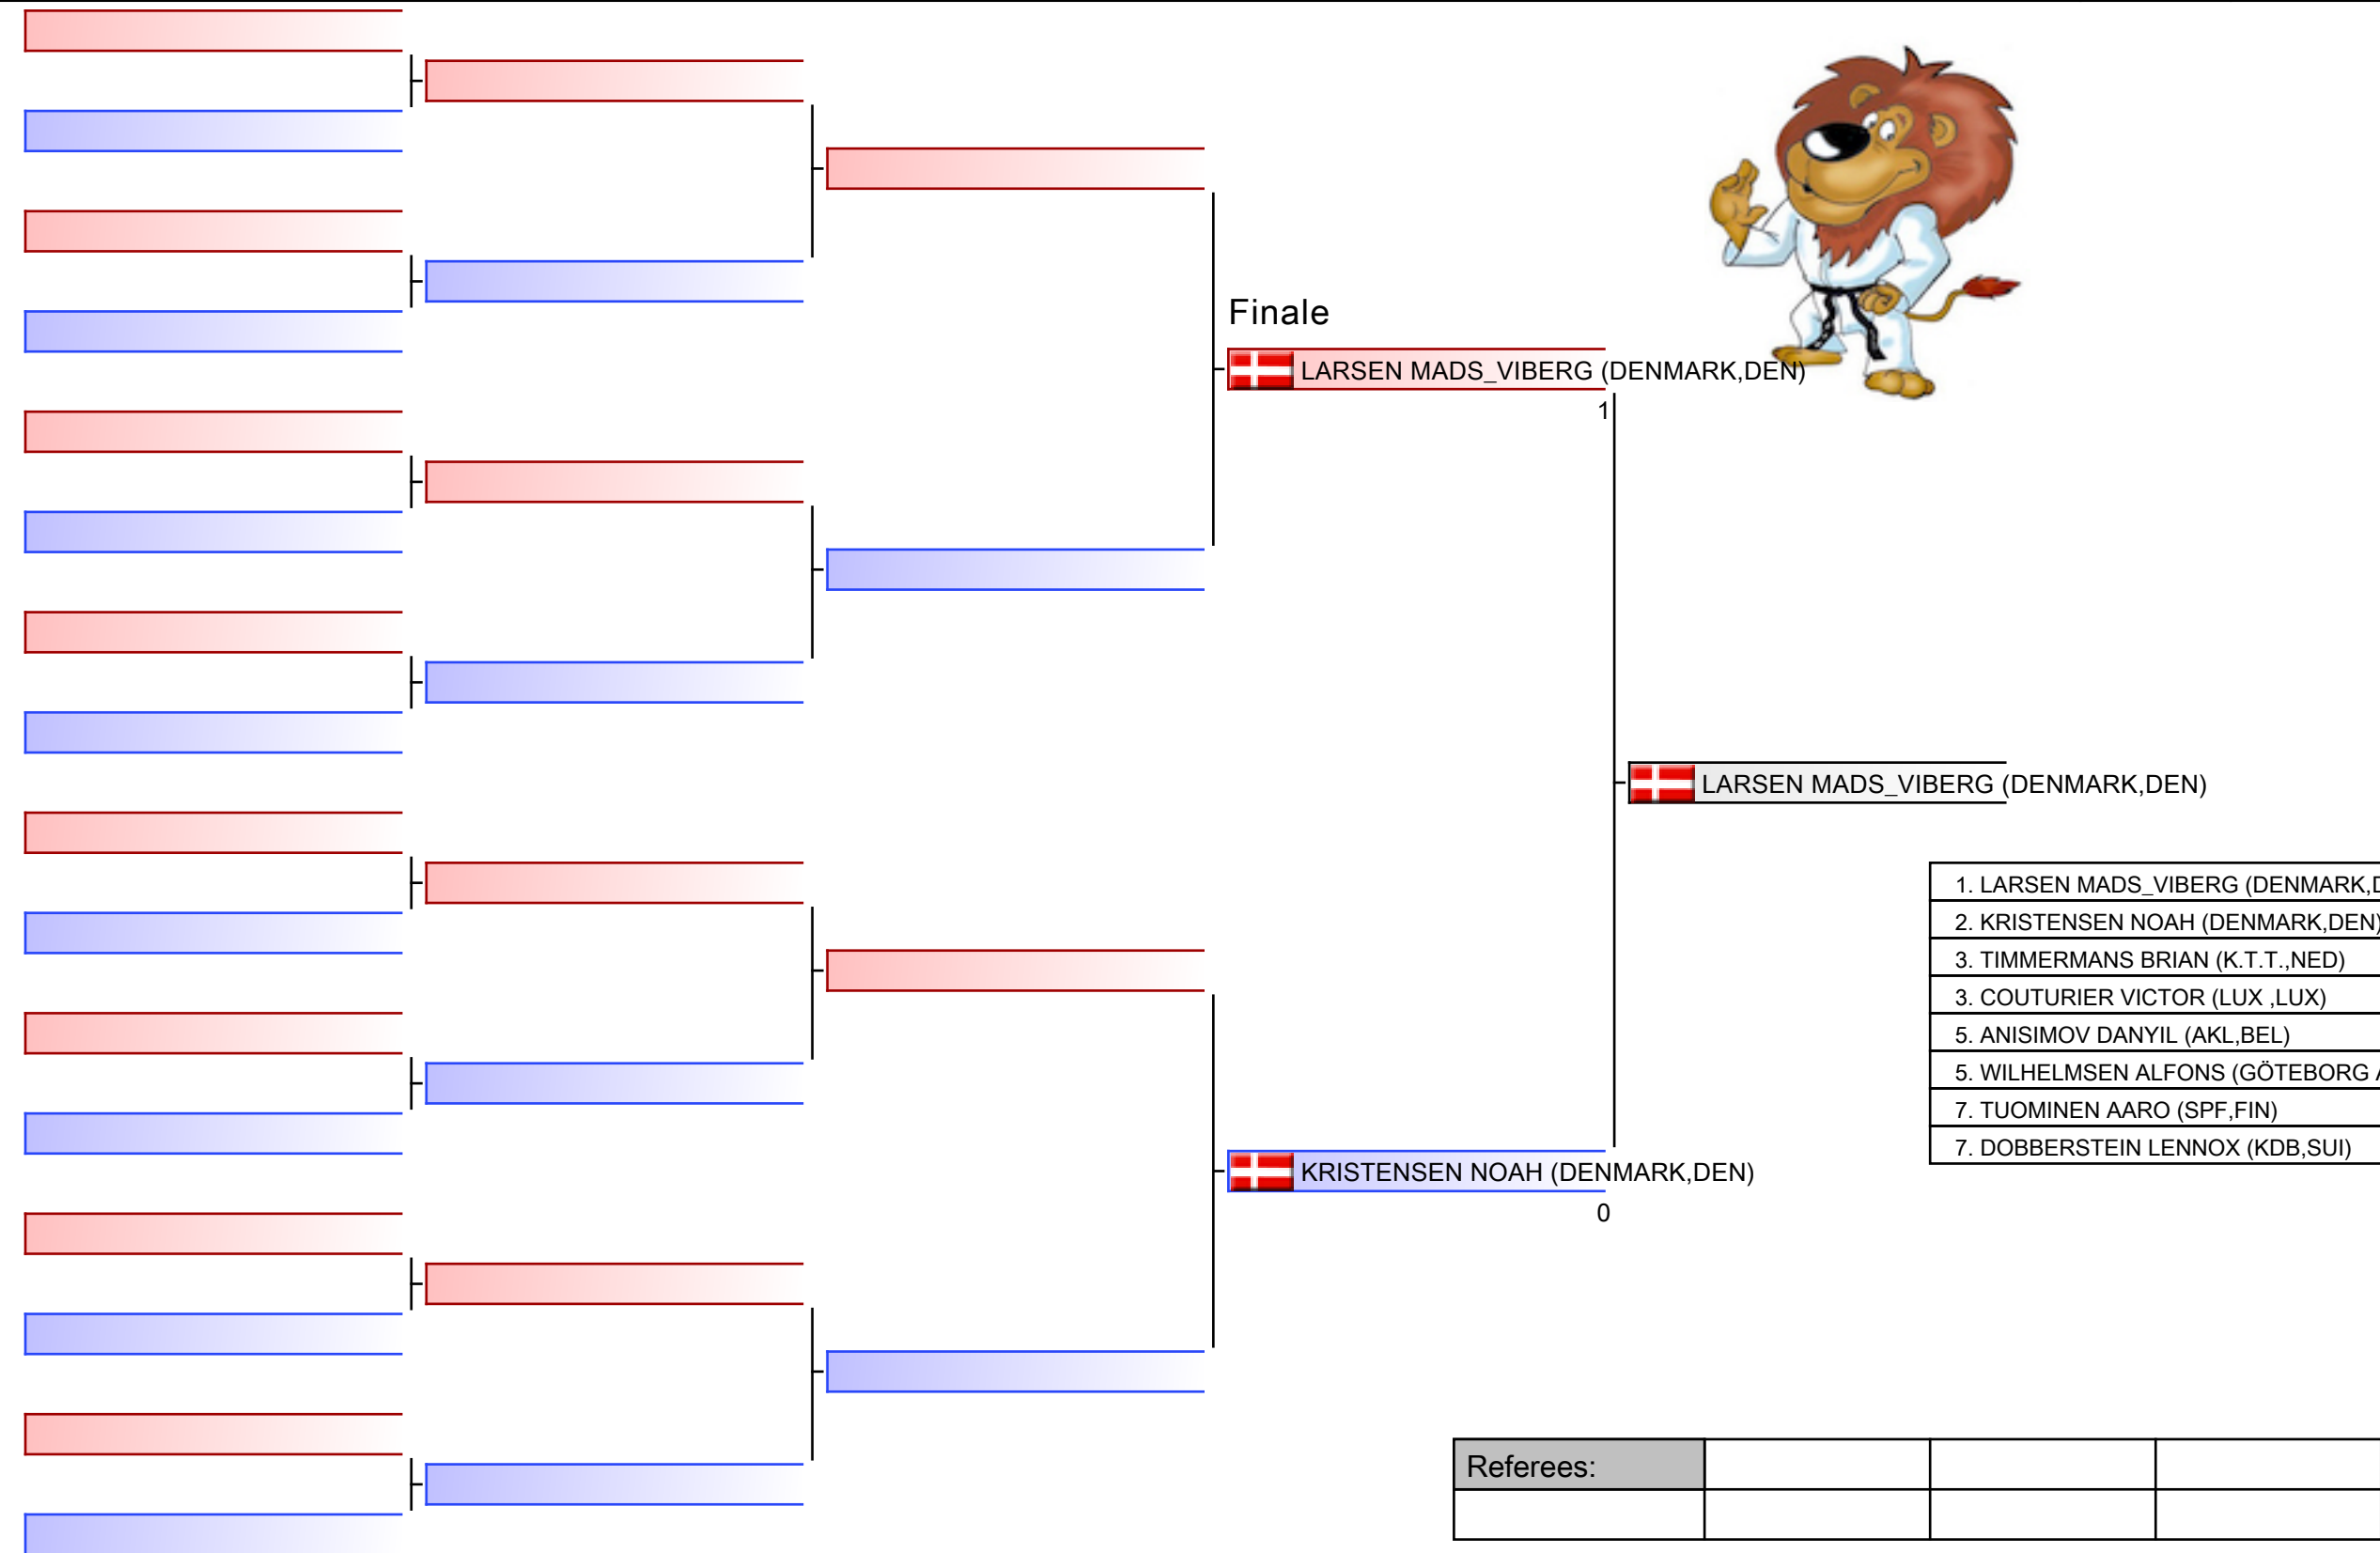 Finale
LARSEN MADS_VIBERG (DENMARK,DEN)
1
LARSEN MADS_VIBERG (DENMARK,DEN)
1. LARSEN MADS_VIBERG (DENMARK,
2. KRISTENSEN NOAH (DENMARK,DEN)
3. TIMMERMANS BRIAN (K.T.T.,NED)
3. COUTURIER VICTOR (LUX ,LUX)
5. ANISIMOV DANYIL (AKL,BEL)
5. WILHELMSEN ALFONS (GÖTEBORG
7. TUOMINEN AARO (SPF,FIN)
7. DOBBERSTEIN LENNOX (KDB,SUI)
KRISTENSEN NOAH (DENMARK,DEN)
0
Referees: